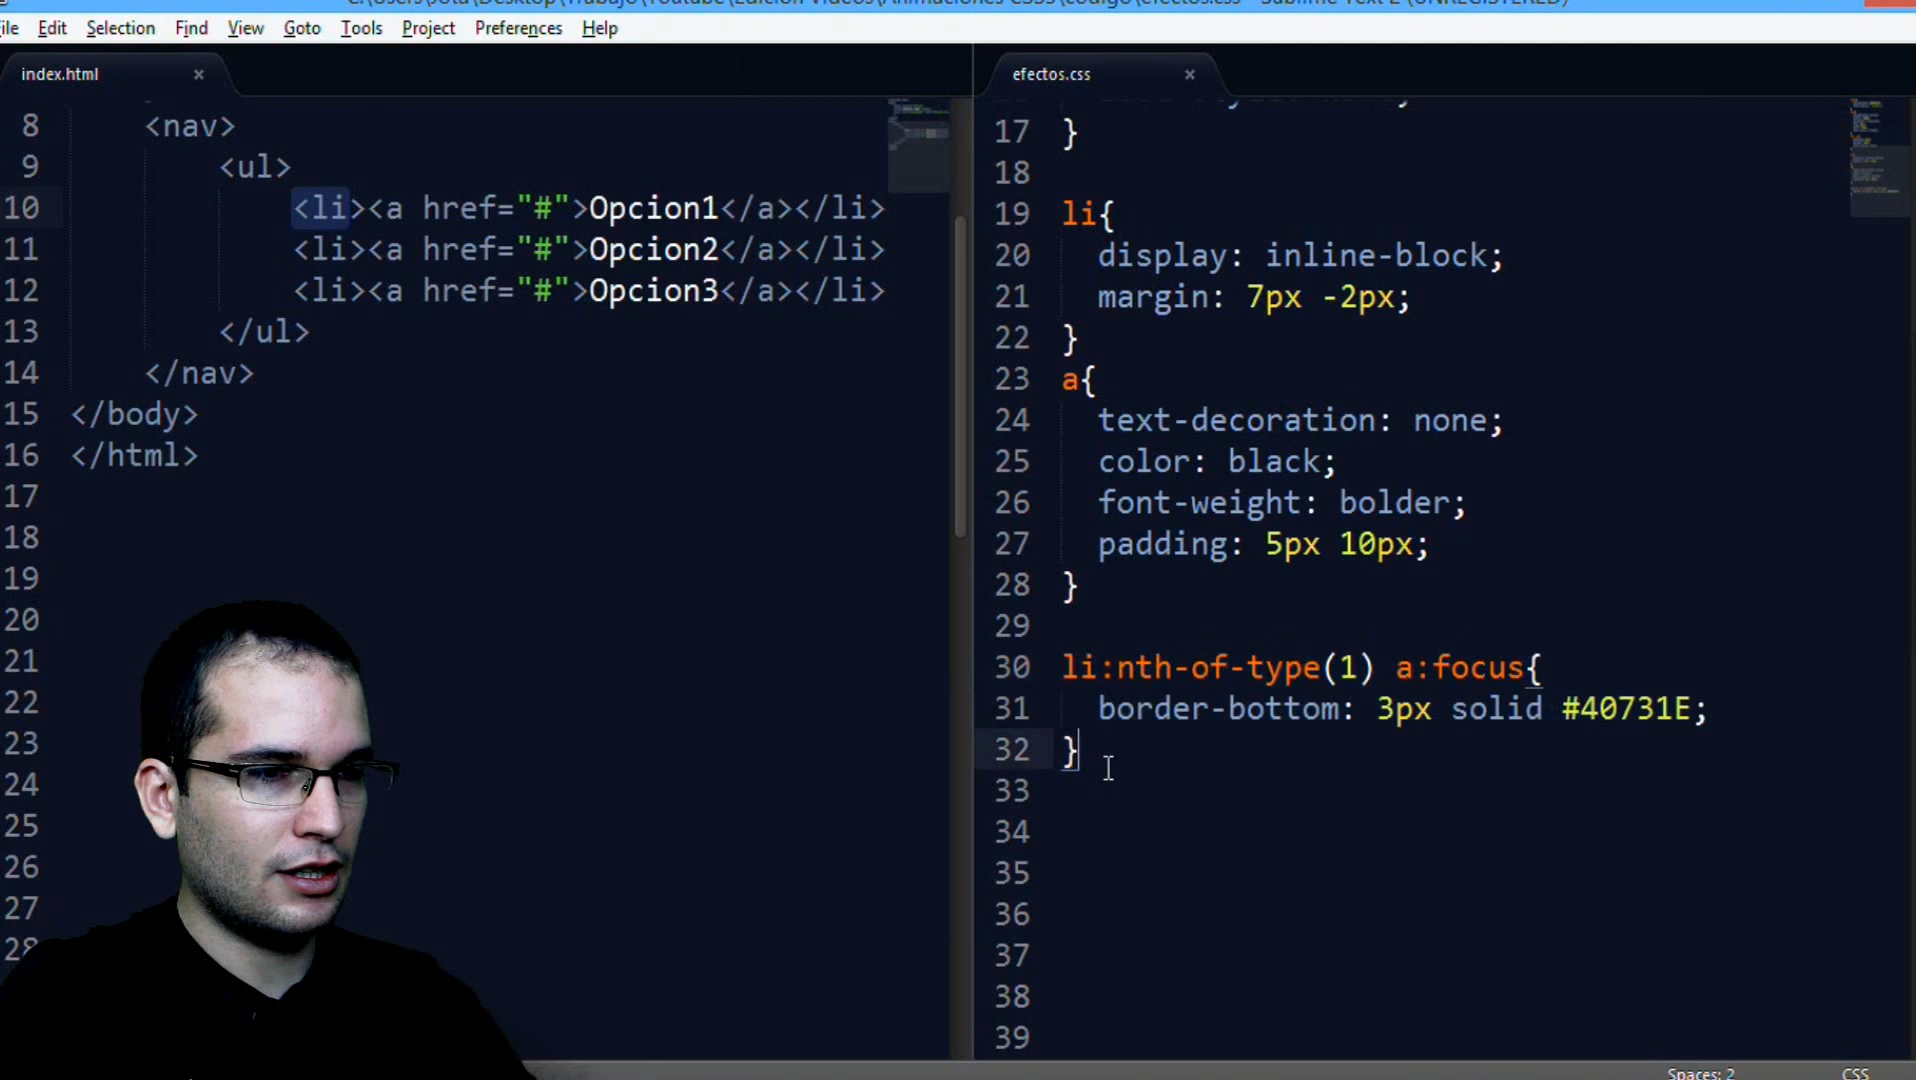 File Edit Selection Find View Goto Tools Project Preferences Help
index.html ×
8 <nav>
9 <ul>
10 <li><a href="#">Opcion1</a></li>
11 <li><a href="#">Opcion2</a></li>
12 <li><a href="#">Opcion3</a></li>
13 </ul>
14 </nav>
15 </body>
16 </html>
17
18
19
20
21
22
23
24
25
26
27
28
efectos.css ×
17 }
18
19 li{
20 display: inline-block;
21 margin: 7px -2px;
22 }
23 a{
24 text-decoration: none;
25 color: black;
26 font-weight: bolder;
27 padding: 5px 10px;
28 }
29
30 li:nth-of-type(1) a:focus{
31 border-bottom: 3px solid #40731E;
32 }
33
34
35
36
37
38
39
Spaces: 2 CSS